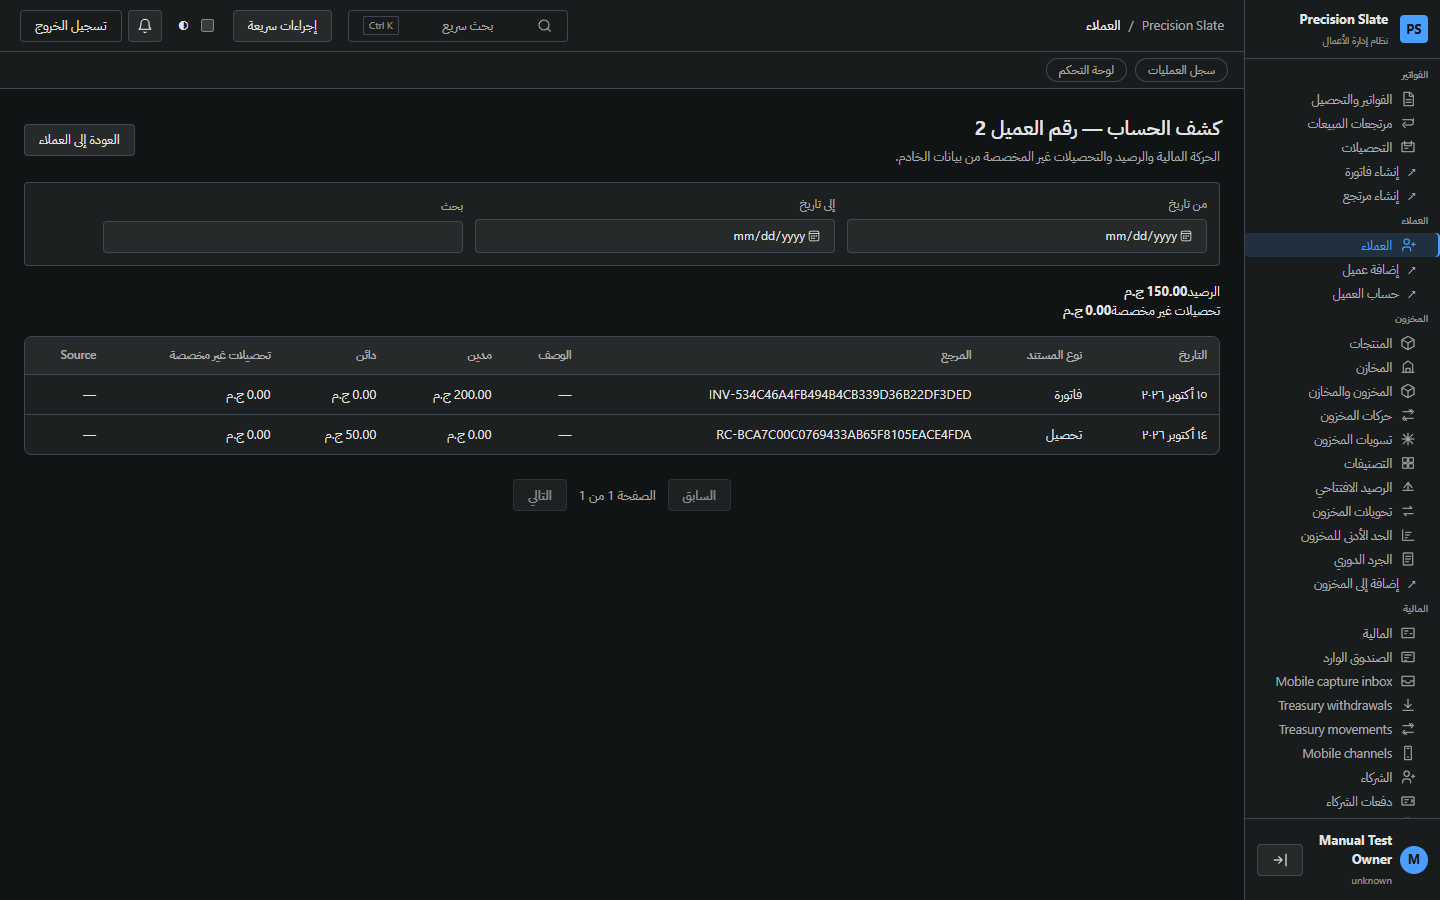 Precision Slate
نظام إدارة الأعمال
PS
Precision Slate / العملاء
بحث سريع
Ctrl K
إجراءات سريعة
تسجيل الخروج
سجل العمليات
لوحة التحكم
الفواتير
الفواتير والتحصيل
مرتجعات المبيعات
التحصيلات
إنشاء فاتورة
إنشاء مرتجع
العملاء
العملاء
إضافة عميل
حساب العميل
المخزون
المنتجات
المخازن
المخزون والمخازن
حركات المخزون
تسويات المخزون
التصنيفات
الرصيد الافتتاحي
تحويلات المخزون
الحد الأدنى للمخزون
الجرد الدوري
إضافة إلى المخزون
المالية
المالية
الصندوق الوارد
Mobile capture inbox
Treasury withdrawals
Treasury movements
Mobile channels
الشركاء
دفعات الشركاء
Manual Test Owner
unknown
M
كشف الحساب — رقم العميل 2
الحركة المالية والرصيد والتحصيلات غير المخصصة من بيانات الخادم.
العودة إلى العملاء
من تاريخ
mm/dd/yyyy
إلى تاريخ
mm/dd/yyyy
بحث
الرصيد150.00 ج.م
تحصيلات غير مخصصة0.00 ج.م
التاريخ نوع المستند المرجع الوصف مدين دائن تحصيلات غير مخصصة Source
١٥ أكتوبر ٢٠٢٦ فاتورة INV-534C46A4FB494B4CB339D36B22DF3DED — 200.00 ج.م 0.00 ج.م 0.00 ج.م —
١٤ أكتوبر ٢٠٢٦ تحصيل RC-BCA7C00C0769433AB65F8105EACE4FDA — 0.00 ج.م 50.00 ج.م 0.00 ج.م —
السابق
الصفحة 1 من 1
التالي